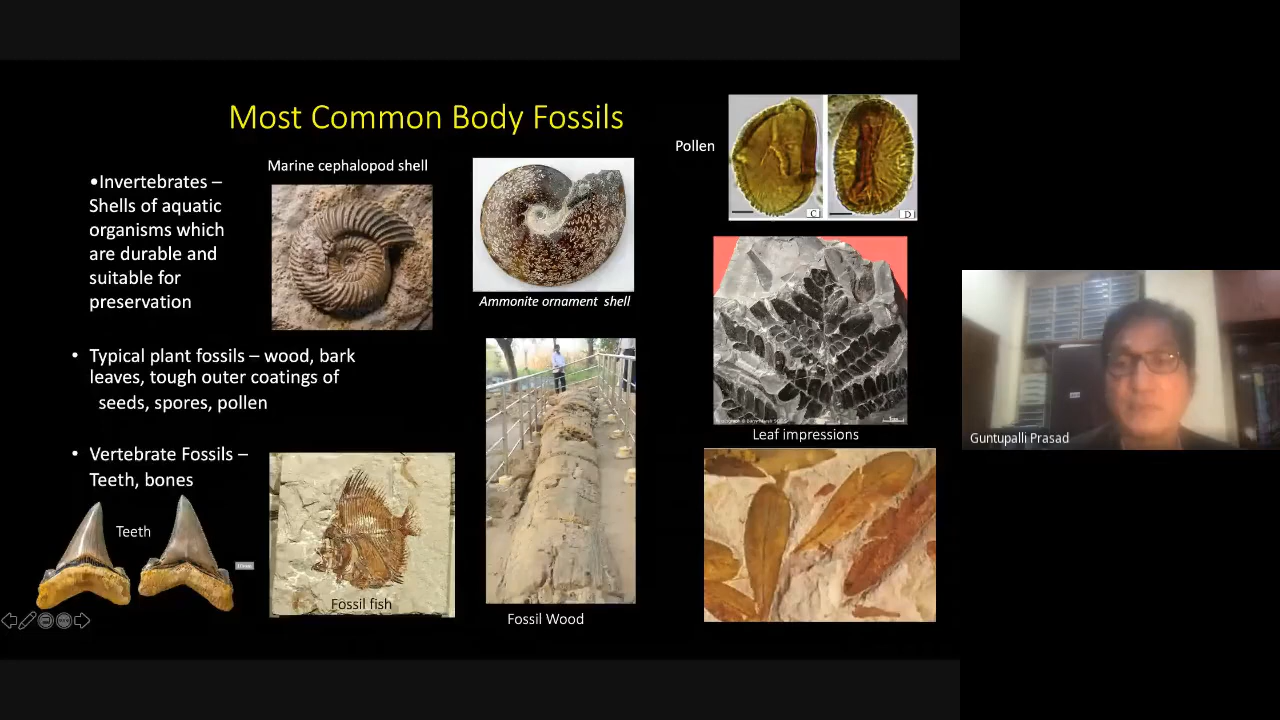 Most Common Body Fossils
•Invertebrates –
Shells of aquatic
organisms which
are durable and
suitable for
preservation
Marine cephalopod shell
Ammonite ornament shell
Pollen
C
D
• Typical plant fossils – wood, bark
leaves, tough outer coatings of
seeds, spores, pollen
Leaf impressions
• Vertebrate Fossils –
Teeth, bones
Teeth
Fossil fish
Fossil Wood
Guntupalli Prasad